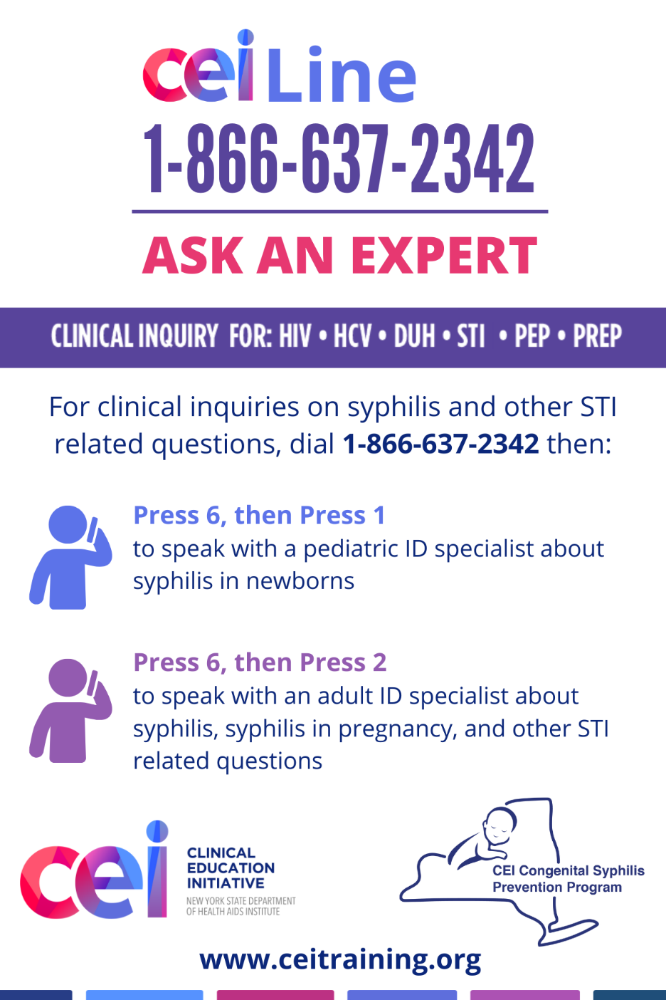 cei Line
1-866-637-2342
ASK AN EXPERT
CLINICAL INQUIRY FOR: HIV • HCV • DUH • STI • PEP • PREP
For clinical inquiries on syphilis and other STI
related questions, dial 1-866-637-2342 then:
Press 6, then Press 1
to speak with a pediatric ID specialist about
syphilis in newborns
Press 6, then Press 2
to speak with an adult ID specialist about
syphilis, syphilis in pregnancy, and other STI
related questions
cei
CLINICAL
EDUCATION
INITIATIVE
NEW YORK STATE DEPARTMENT
OF HEALTH AIDS INSTITUTE
CEI Congenital Syphilis
Prevention Program
www.ceitraining.org